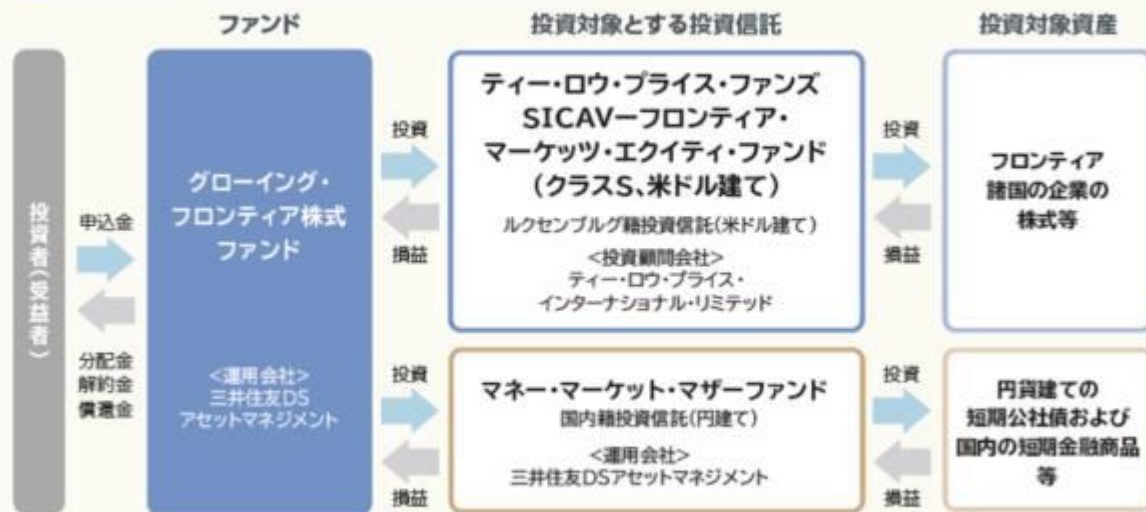 ファンド
投資対象とする投資信託
投資対象資産
投資者(受益者)
申込金
分配金
解約金
償還金
グローイング・
フロンティア株式
ファンド
<運用会社>
三井住友DS
アセットマネジメント
投資
損益
ティー・ロウ・プライス・ファンズ
SICAVーフロンティア・
マーケッツ・エクイティ・ファンド
(クラスS、米ドル建て)
ルクセンブルグ籍投資信託(米ドル建て)
<投資顧問会社>
ティー・ロウ・プライス・
インターナショナル・リミテッド
投資
損益
フロンティア
諸国の企業の
株式等
投資
損益
マネー・マーケット・マザーファンド
国内籍投資信託(円建て)
<運用会社>
三井住友DSアセットマネジメント
投資
損益
円貨建ての
短期公社債および
国内の短期金融商品
等